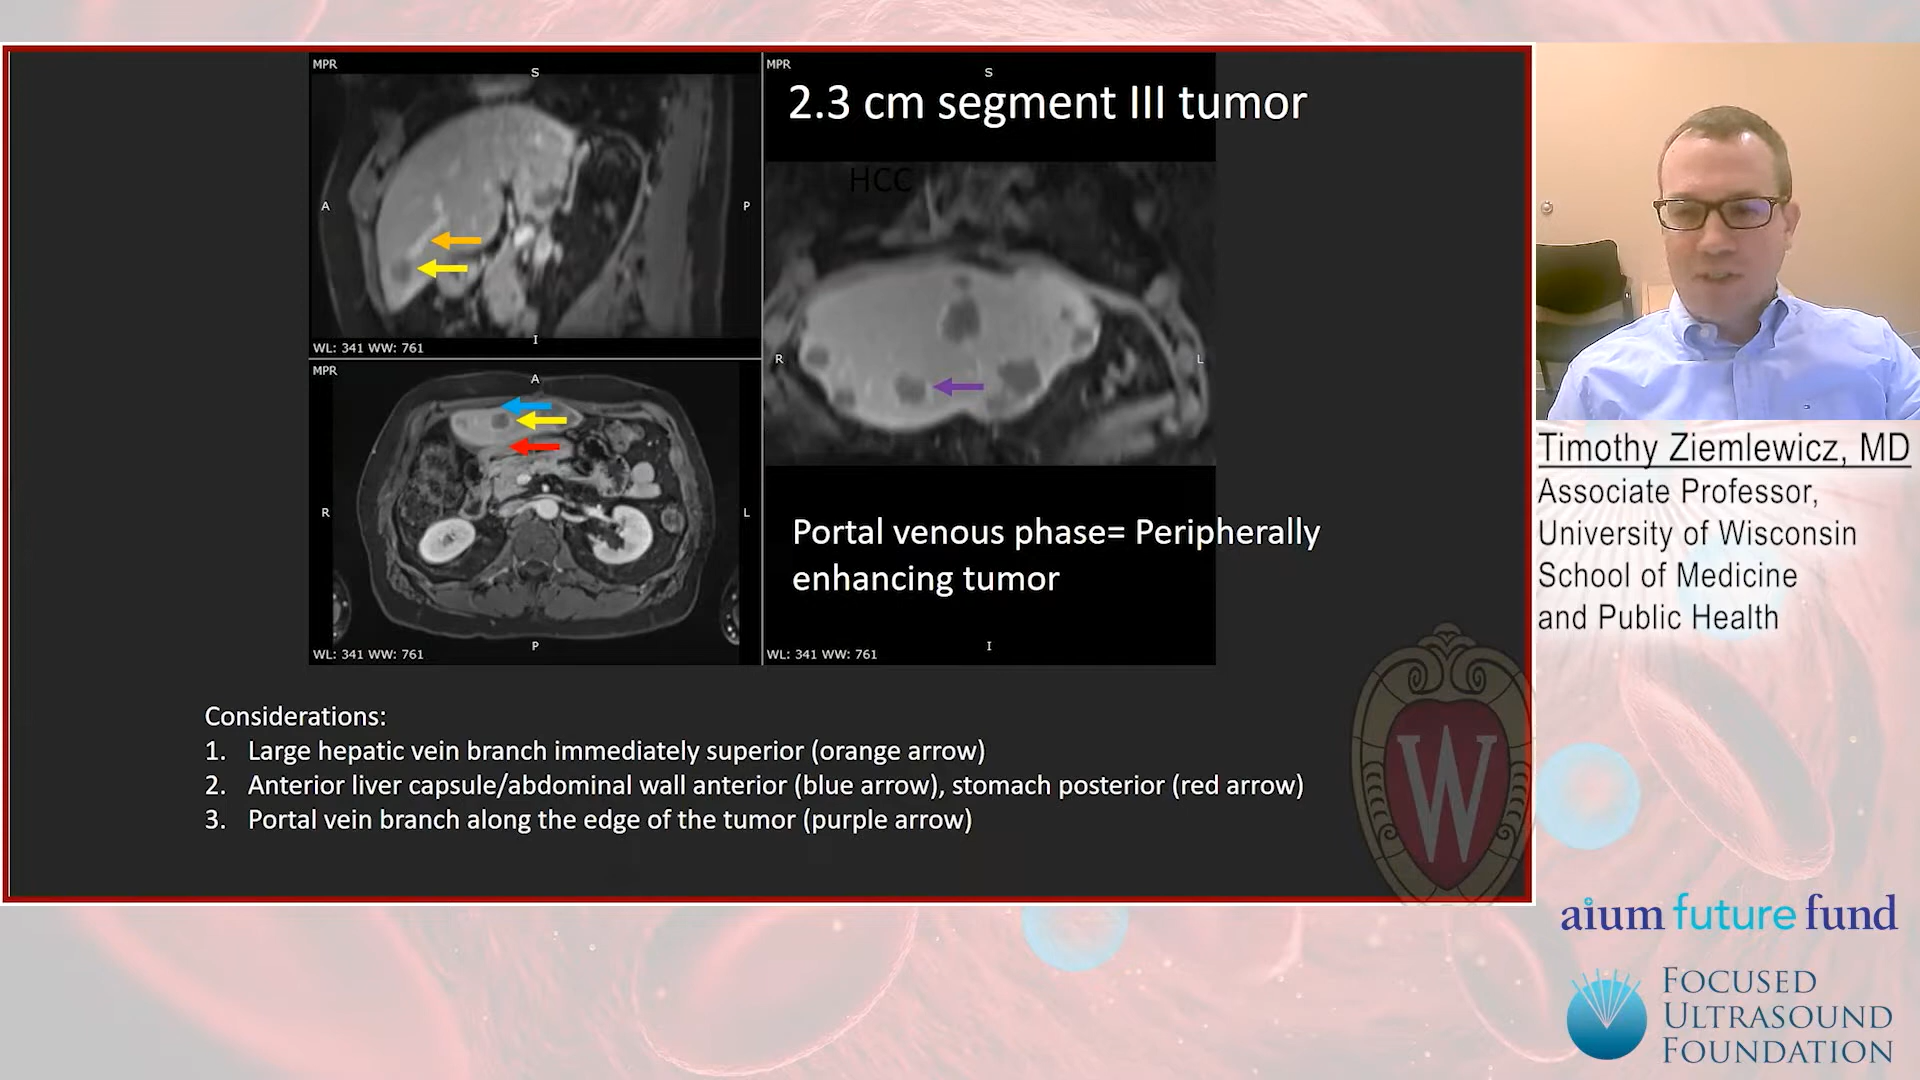 MPR
S
A
P
I
WL: 341 WW: 761
MPR
S
2.3 cm segment III tumor
HCC
R
L
Portal venous phase= Peripherally
enhancing tumor
I
WL: 341 WW: 761
MPR
A
R
L
P
WL: 341 WW: 761
Considerations:
1. Large hepatic vein branch immediately superior (orange arrow)
2. Anterior liver capsule/abdominal wall anterior (blue arrow), stomach posterior (red arrow)
3. Portal vein branch along the edge of the tumor (purple arrow)
W
Timothy Ziemlewicz, MD
Associate Professor,
University of Wisconsin
School of Medicine
and Public Health
aium future fund
FOCUSED
ULTRASOUND
FOUNDATION